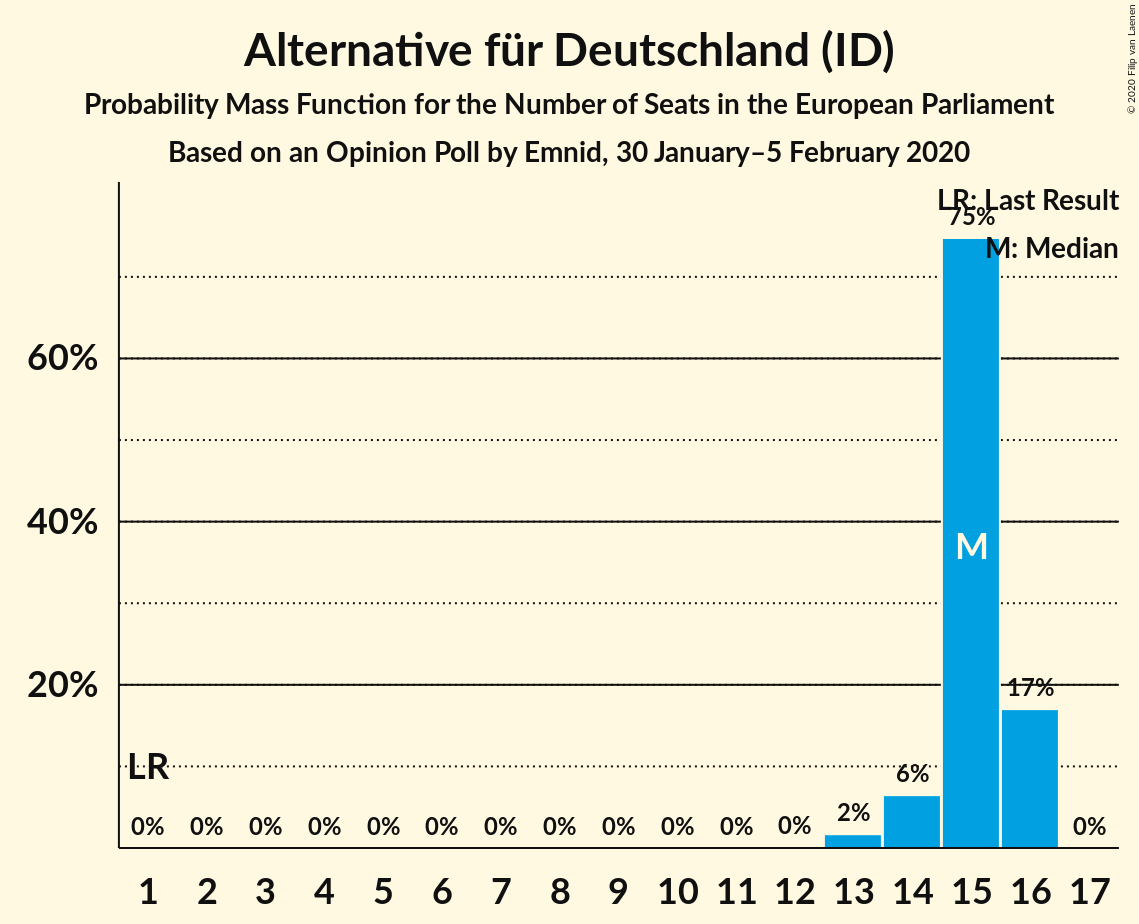 Alternative für Deutschland (ID)
Probability Mass Function for the Number of Seats in the European Parliament
Based on an Opinion Poll by Emnid, 30 January–5 February 2020
© 2020 Filip van Laenen
LR: Last Result
M: Median
75%
60%
40%
M
20%
17%
LR
6%
2%
0% 0% 0% 0% 0% 0% 0% 0% 0% 0% 0% 0% 0%
1 2 3 4 5 6 7 8 9 10 11 12 13 14 15 16 17